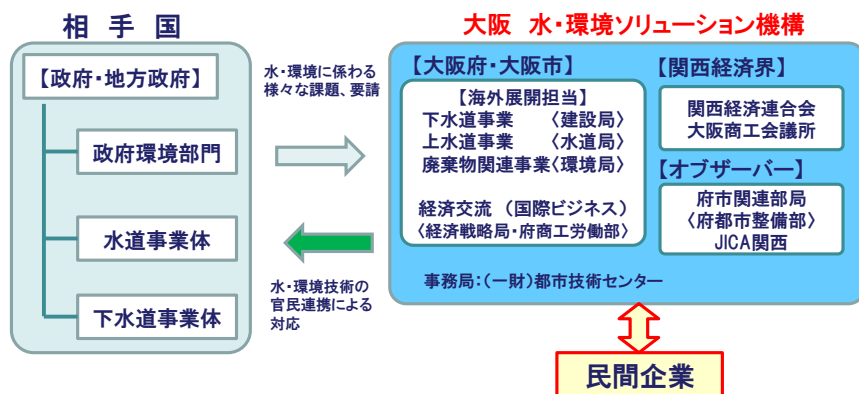 相 手 国
【政府・地方政府】
政府環境部門
水道事業体
下水道事業体
水・環境に係わる
様々な課題、要請
水・環境技術の
官民連携による
対応
大阪 水・環境ソリューション機構
【大阪府・大阪市】
【海外展開担当】
下水道事業 〈建設局〉
上水道事業 〈水道局〉
廃棄物関連事業〈環境局〉
経済交流 (国際ビジネス)
〈経済戦略局・府商工労働部〉
【関西経済界】
関西経済連合会
大阪商工会議所
【オブザーバー】
府市関連部局
〈府都市整備部〉
JICA関西
事務局:(一財)都市技術センター
民間企業